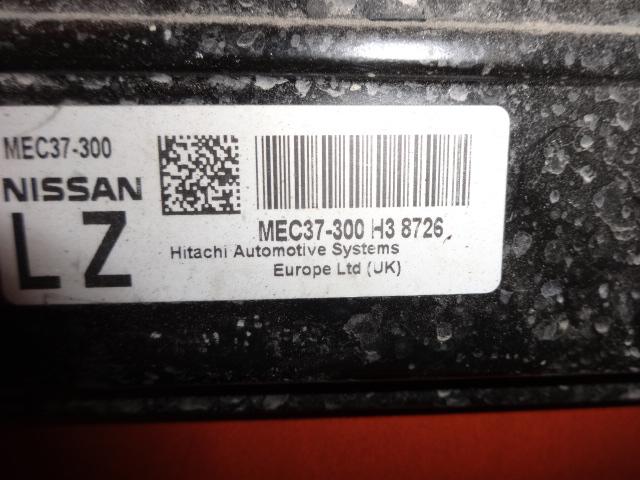 MEC37-300
NISSAN
LZ
MEC37-300 H3 8726
Hitachi Automotive Systems
Europe Ltd (UK)